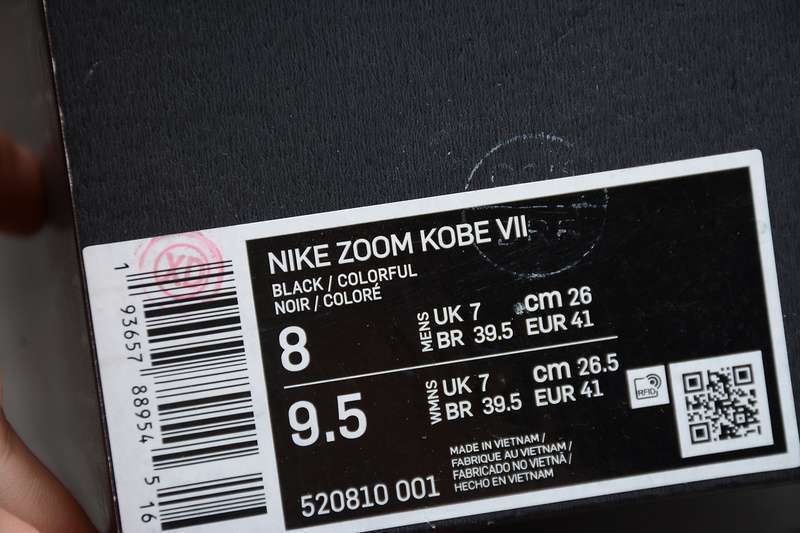 NIKE ZOOM KOBE VII
BLACK / COLORFUL
NOIR / COLORÉ
8
MENS
UK 7
cm 26
BR 39.5
EUR 41
9.5
WMNS
UK 7
cm 26.5
BR 39.5
EUR 41
RFID
MADE IN VIETNAM /
FABRIQUE AU VIETNAM /
FABRICADO NO VIETNÃ /
HECHO EN VIETNAM
520810 001
XD
1 93657 88954 5 16